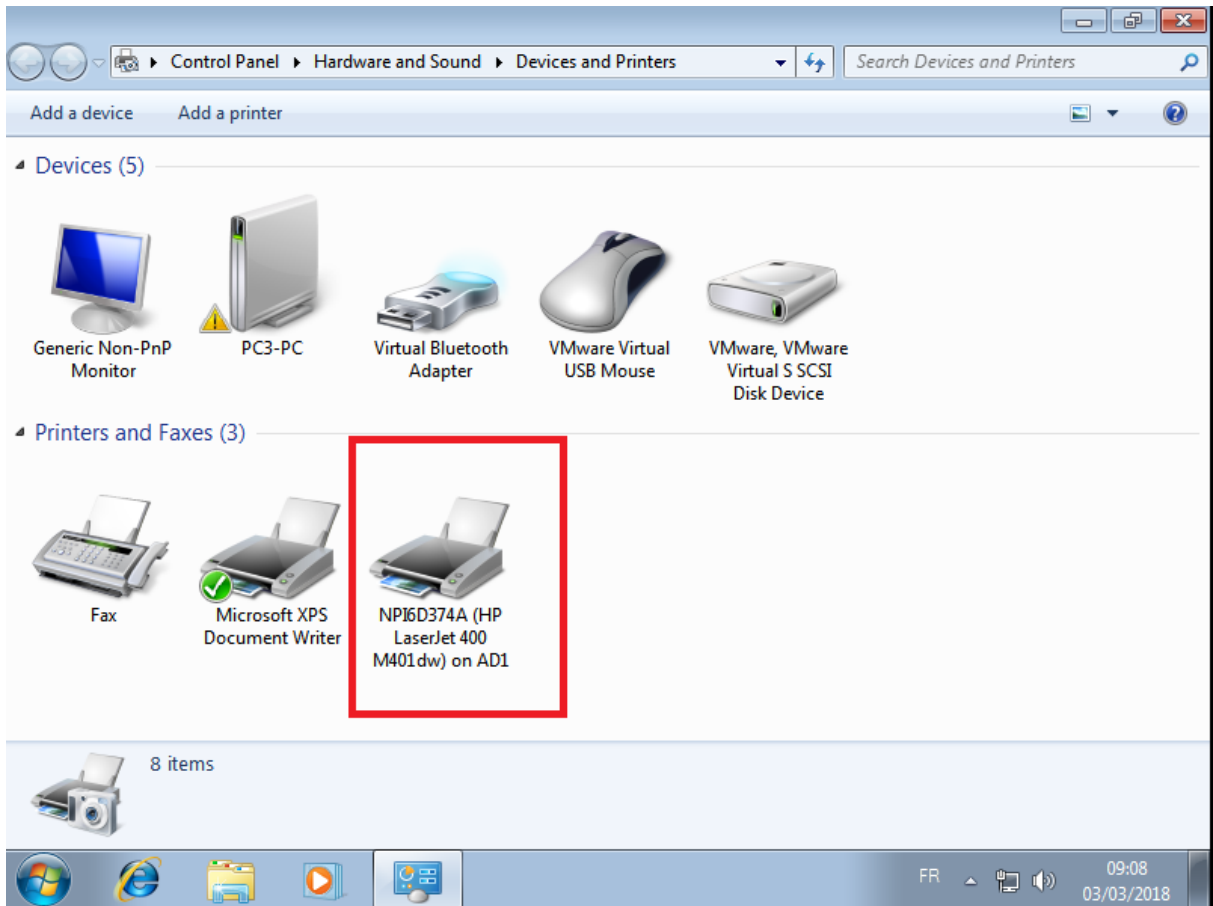 Control Panel ▸ Hardware and Sound ▸ Devices and Printers
Search Devices and Printers
Add a device Add a printer
Devices (5)
Generic Non-PnP
Monitor
PC3-PC
Virtual Bluetooth
Adapter
VMware Virtual
USB Mouse
VMware, VMware
Virtual S SCSI
Disk Device
Printers and Faxes (3)
Fax
Microsoft XPS
Document Writer
NPI6D374A (HP
LaserJet 400
M401dw) on AD1
8 items
FR
09:08
03/03/2018